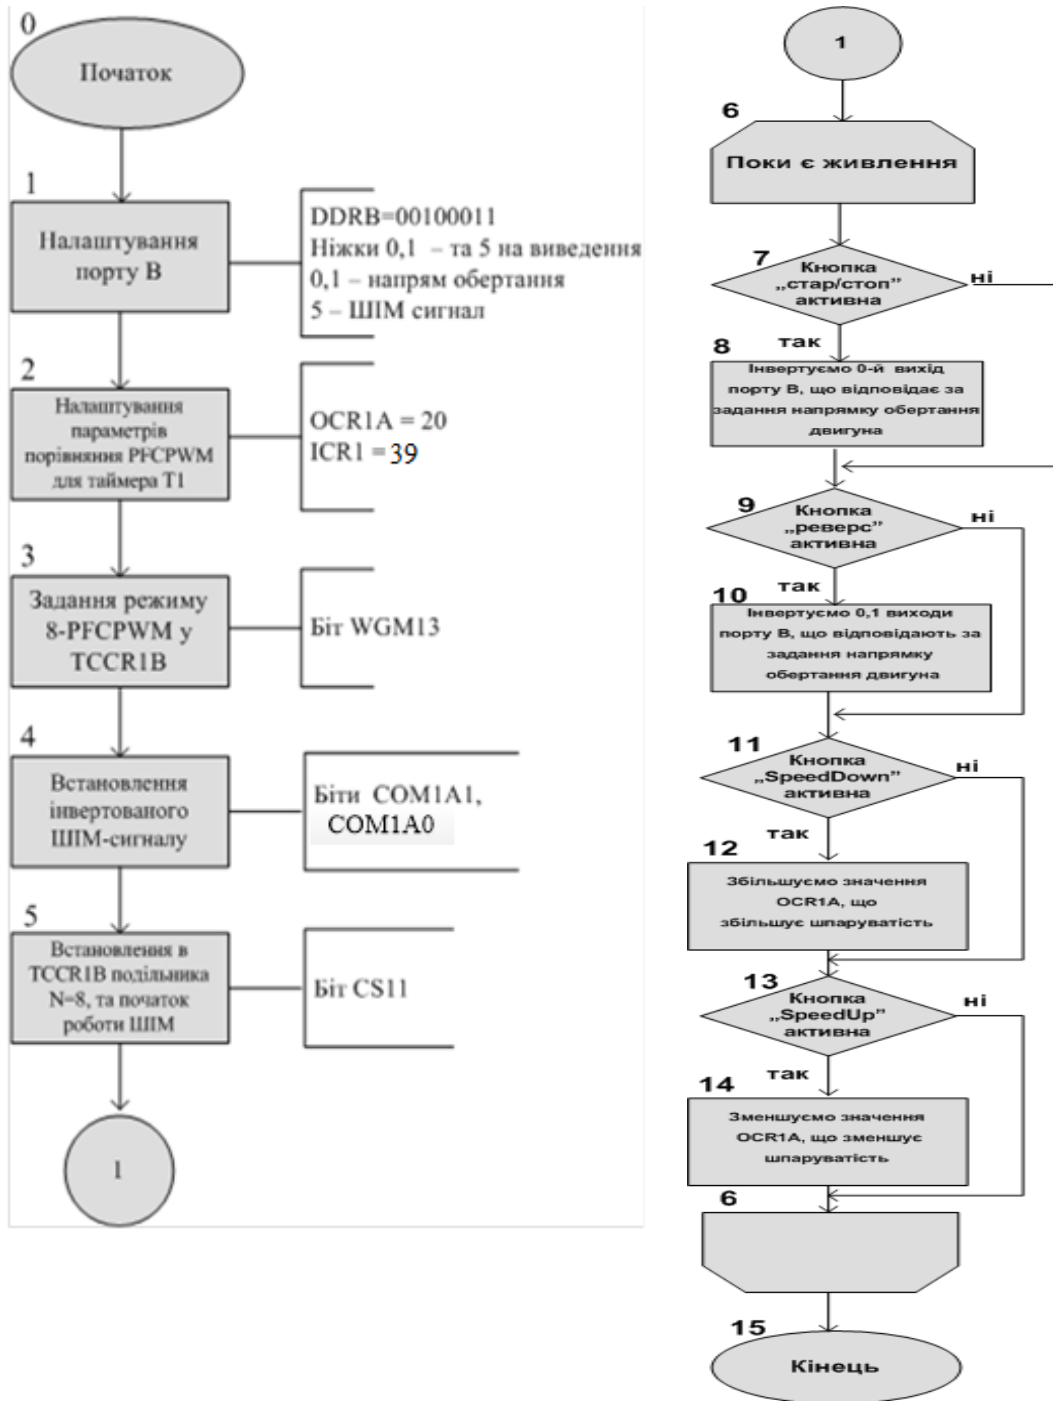 0
Початок
1
Налаштування
порту В
DDRB=00100011
Ніжки 0,1 – та 5 на виведення
0,1 – напрям обертання
5 – ШІМ сигнал
2
Налаштування
параметрів
порівняння PFCPWM
для таймера Т1
OCR1A = 20
ICR1 = 39
3
Задання режиму
8-PFCPWM у
TCCR1B
Біт WGM13
4
Встановлення
інвертованого
ШІМ-сигналу
Біти COM1A1,
COM1A0
5
Встановлення в
TCCR1B подільника
N=8, та початок
роботи ШІМ
Біт CS11
1
1
6
Поки є живлення
7
Кнопка
„стар/стоп”
активна
ні
так
8
Інвертуємо 0-й вихід
порту В, що відповідає за
задання напрямку обертання
двигуна
9
Кнопка
„реверс”
активна
ні
так
10
Інвертуємо 0,1 виходи
порту В, що відповідають за
задання напрямку
обертання двигуна
11
Кнопка
„SpeedDown”
активна
ні
так
12
Збільшуємо значення
OCR1A, що
збільшує шпаруватість
13
Кнопка
„SpeedUp”
активна
ні
так
14
Зменшуємо значення
OCR1A, що зменшує
шпаруватість
6
15
Кінець